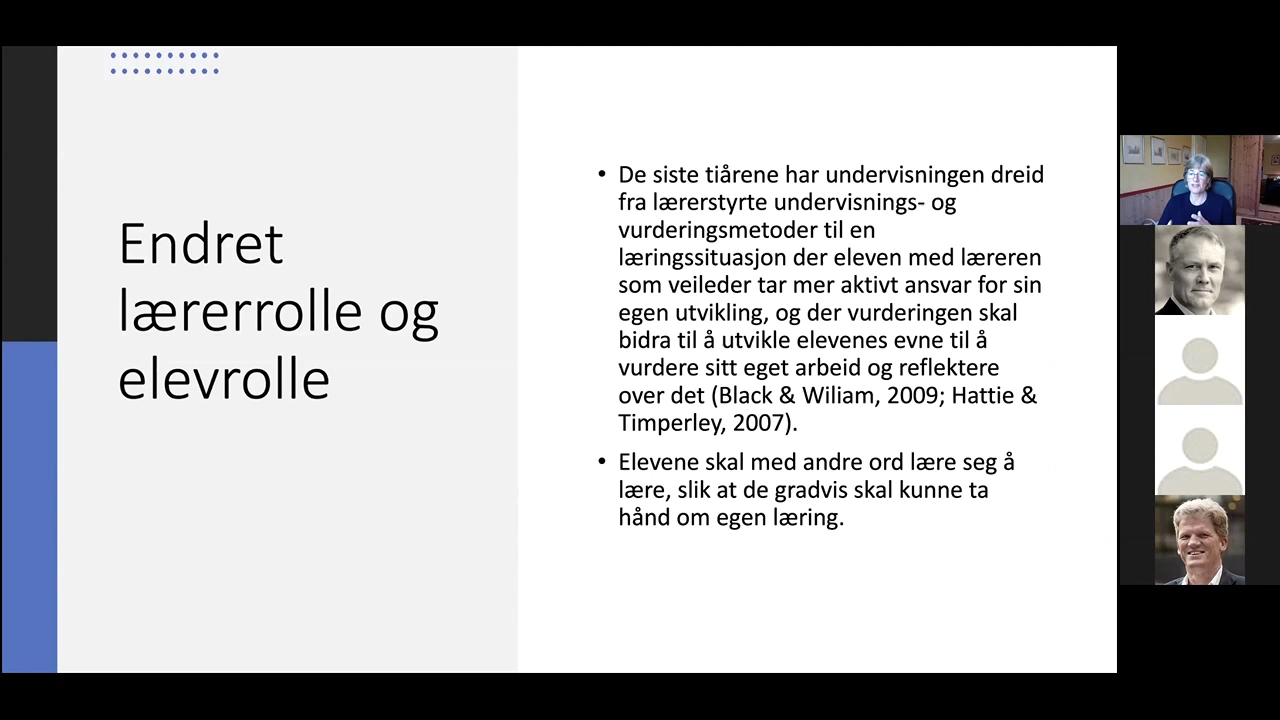 Endret
lærerrolle og
elevrolle
• De siste tiårene har undervisningen dreid
fra lærerstyrte undervisnings- og
vurderingsmetoder til en
læringssituasjon der eleven med læreren
som veileder tar mer aktivt ansvar for sin
egen utvikling, og der vurderingen skal
bidra til å utvikle elevenes evne til å
vurdere sitt eget arbeid og reflektere
over det (Black & Wiliam, 2009; Hattie &
Timperley, 2007).
• Elevene skal med andre ord lære seg å
lære, slik at de gradvis skal kunne ta
hånd om egen læring.